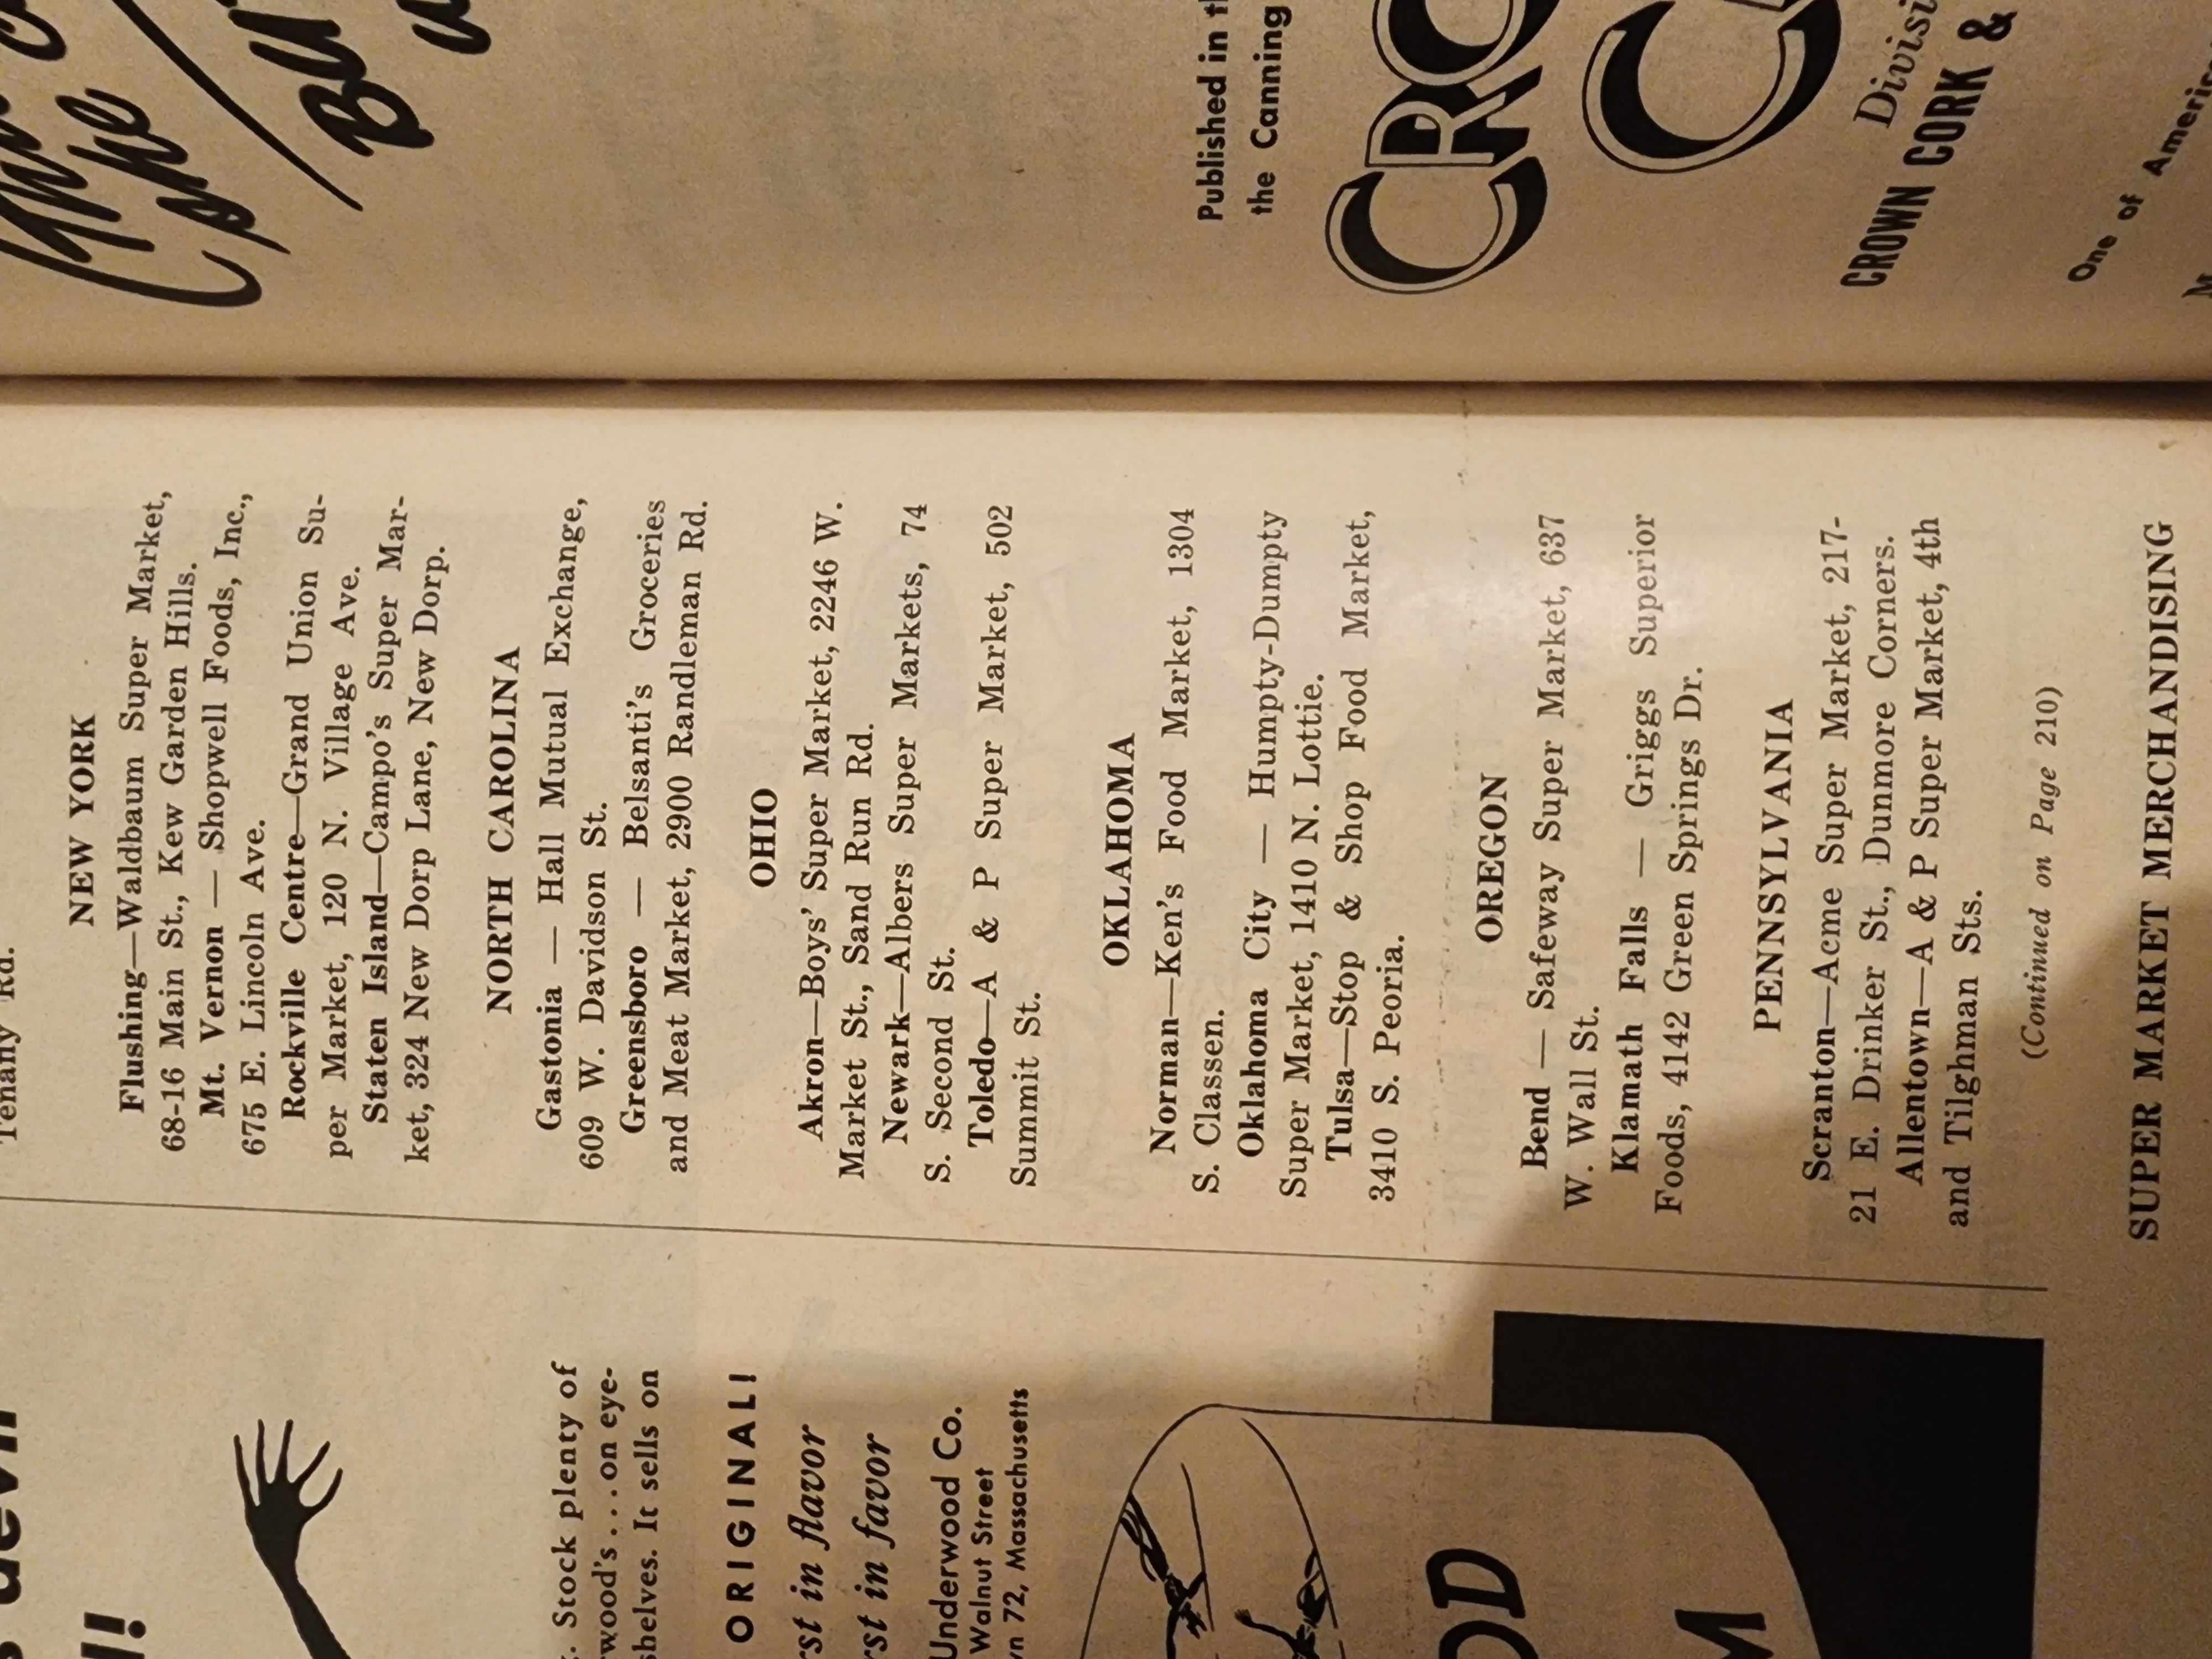 Tenany Rd.
NEW YORK
Flushing—Waldbaum Super Market,
68-16 Main St., Kew Garden Hills.
Mt. Vernon — Shopwell Foods, Inc.,
675 E. Lincoln Ave.
Rockville Centre—Grand Union Su-
per Market, 120 N. Village Ave.
Staten Island—Campo's Super Mar-
ket, 324 New Dorp Lane, New Dorp.
NORTH CAROLINA
Gastonia — Hall Mutual Exchange,
609 W. Davidson St.
Greensboro — Belsanti's Groceries
and Meat Market, 2900 Randleman Rd.
OHIO
Akron—Boys' Super Market, 2246 W.
Market St., Sand Run Rd.
Newark—Albers Super Markets, 74
S. Second St.
Toledo—A & P Super Market, 502
Summit St.
OKLAHOMA
Norman—Ken's Food Market, 1304
S. Classen.
Oklahoma City — Humpty-Dumpty
Super Market, 1410 N. Lottie.
Tulsa—Stop & Shop Food Market,
3410 S. Peoria.
OREGON
Bend — Safeway Super Market, 637
W. Wall St.
Klamath Falls — Griggs Superior
Foods, 4142 Green Springs Dr.
PENNSYLVANIA
Scranton—Acme Super Market, 217-
21 E. Drinker St., Dunmore Corners.
Allentown—A & P Super Market, 4th
and Tilghman Sts.
(Continued on Page 210)
SUPER MARKET MERCHANDISING
Stock plenty of
wood's . . . on eye-
shelves. It sells on
ORIGINAL!
rst in flavor
rst in favor
Underwood Co.
Walnut Street
wn 72, Massachusetts
OD
M
the
Published in t
the Canning
CRO
C
Divisi
CROWN CORK &
One of Americ